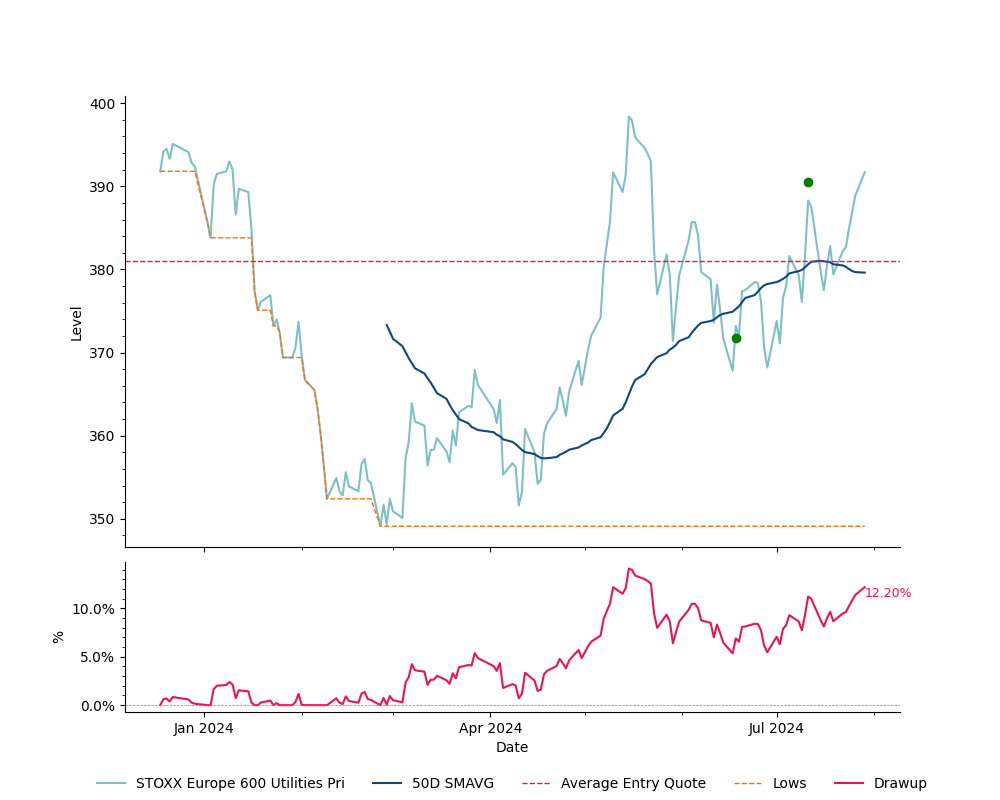 400
390
380
370
360
350
Level
10.0%
5.0%
0.0%
%
12.20%
Jan 2024
Apr 2024
Jul 2024
Date
STOXX Europe 600 Utilities Pri
50D SMAVG
Average Entry Quote
Lows
Drawup